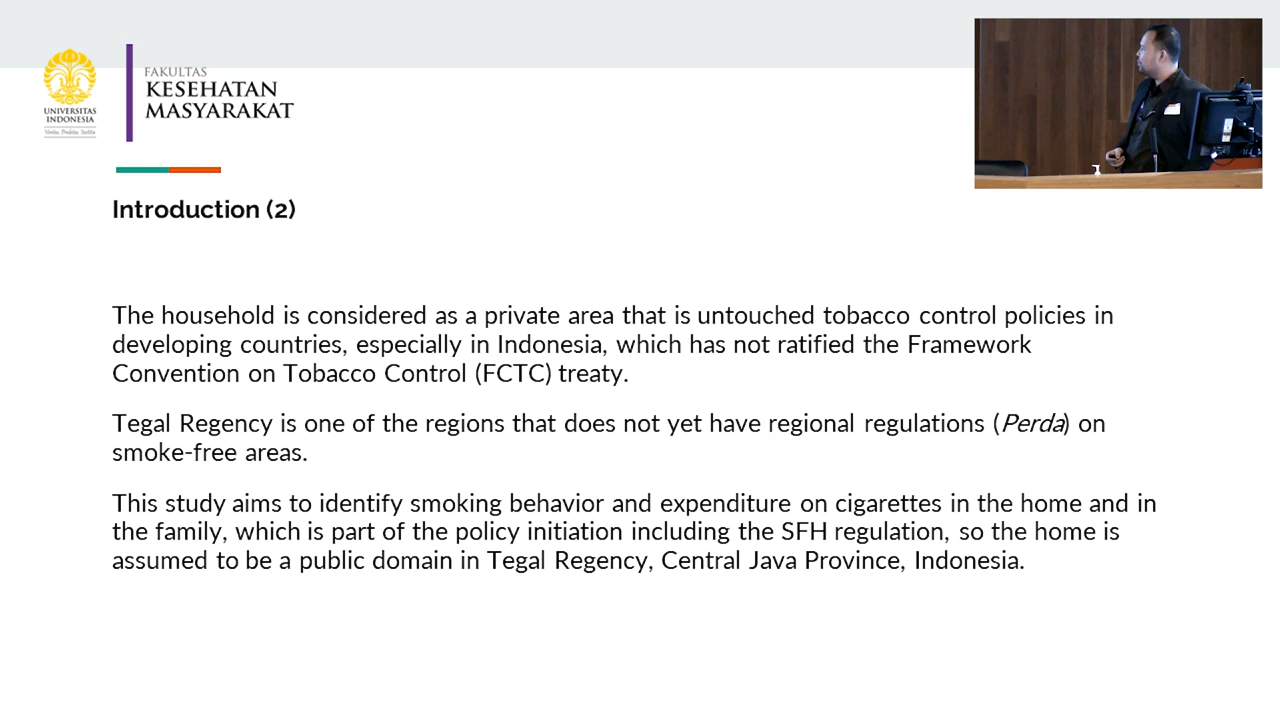 UNIVERSITAS
INDONESIA
Veritas, Probitas, Iustitia
FAKULTAS
KESEHATAN
MASYARAKAT
Introduction (2)
The household is considered as a private area that is untouched tobacco control policies in
developing countries, especially in Indonesia, which has not ratified the Framework
Convention on Tobacco Control (FCTC) treaty.
Tegal Regency is one of the regions that does not yet have regional regulations (Perda) on
smoke-free areas.
This study aims to identify smoking behavior and expenditure on cigarettes in the home and in
the family, which is part of the policy initiation including the SFH regulation, so the home is
assumed to be a public domain in Tegal Regency, Central Java Province, Indonesia.